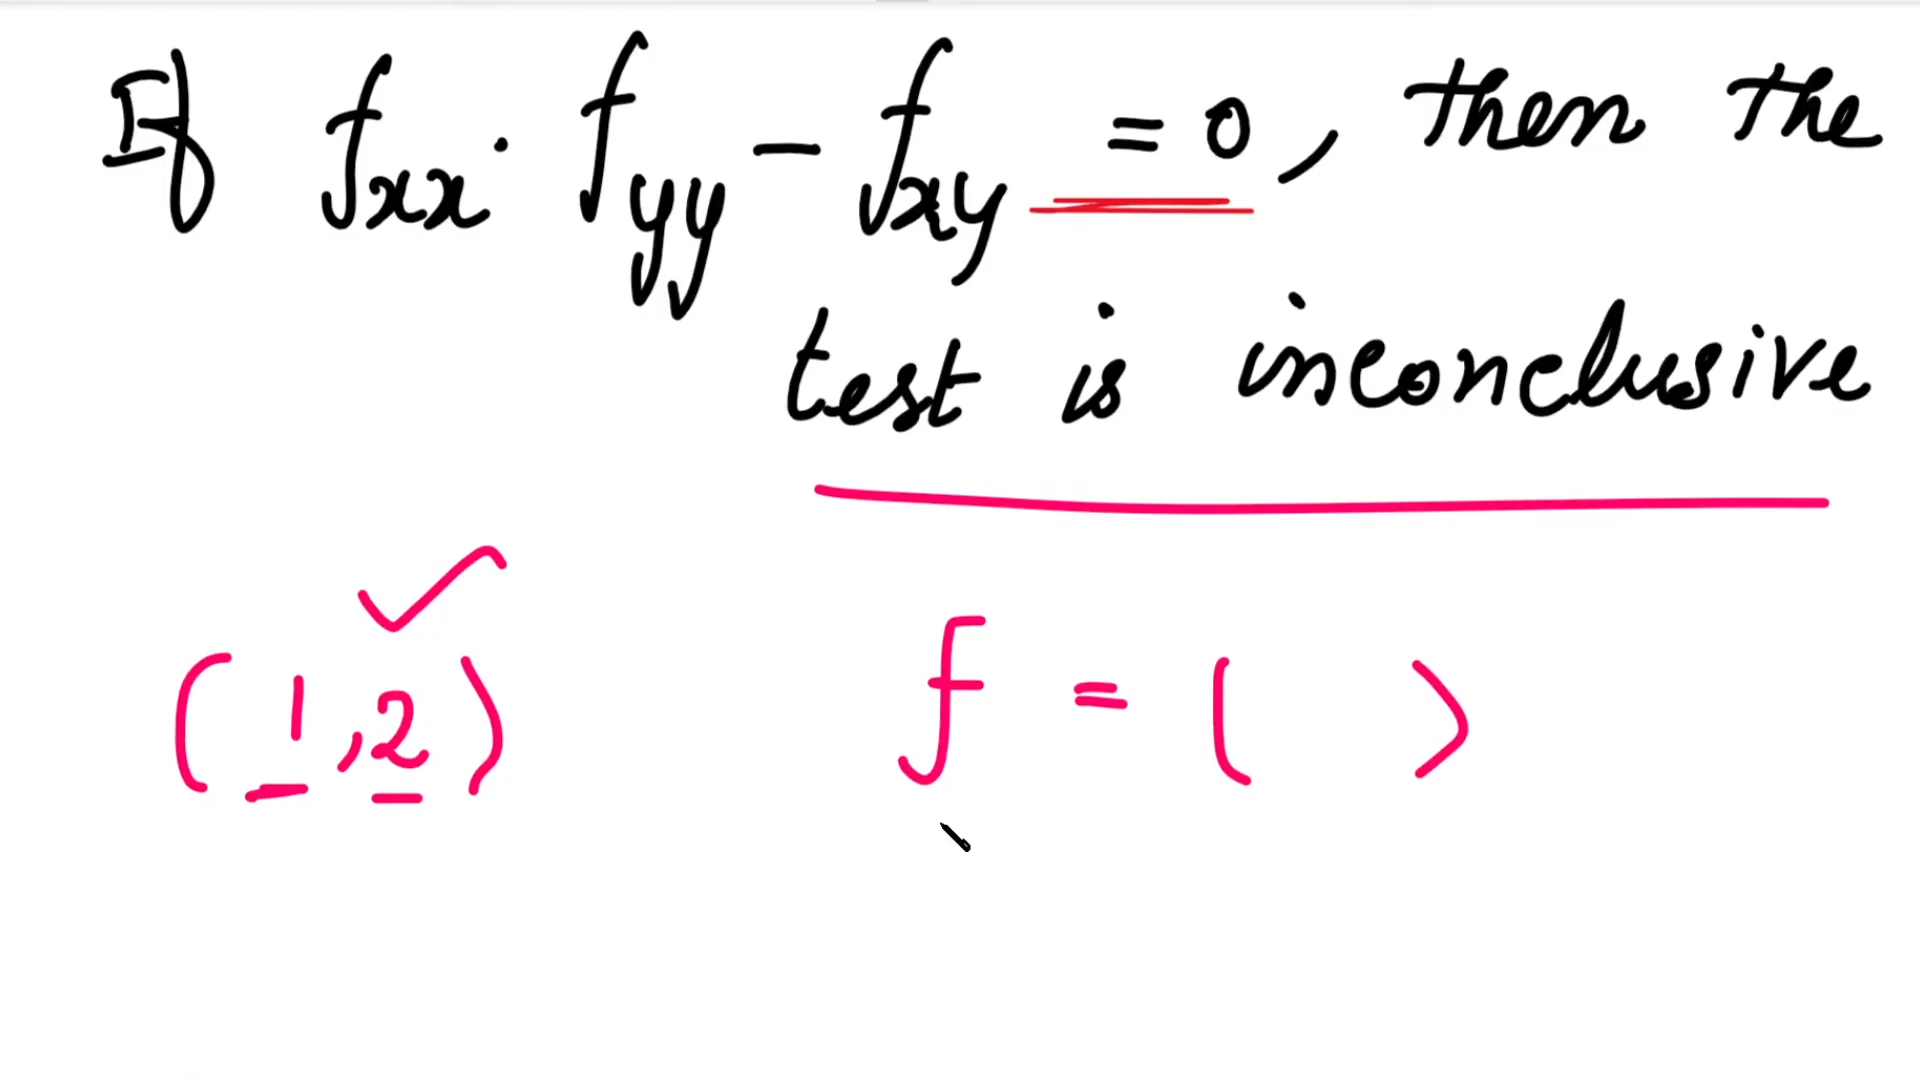 If fxx · fyy − fxy = 0, then the
test is inconclusive
(1,2) f = ( )